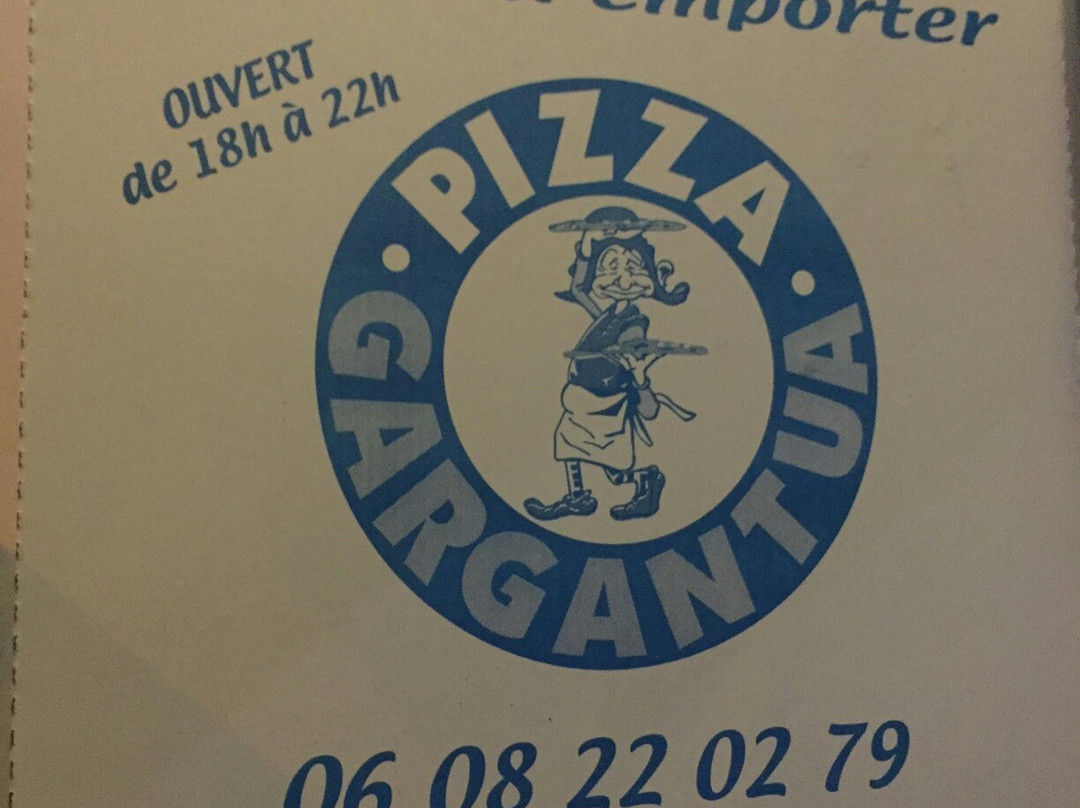 à emporter
OUVERT
de 18h à 22h
PIZZA
GARGANTUA
06 08 22 02 79